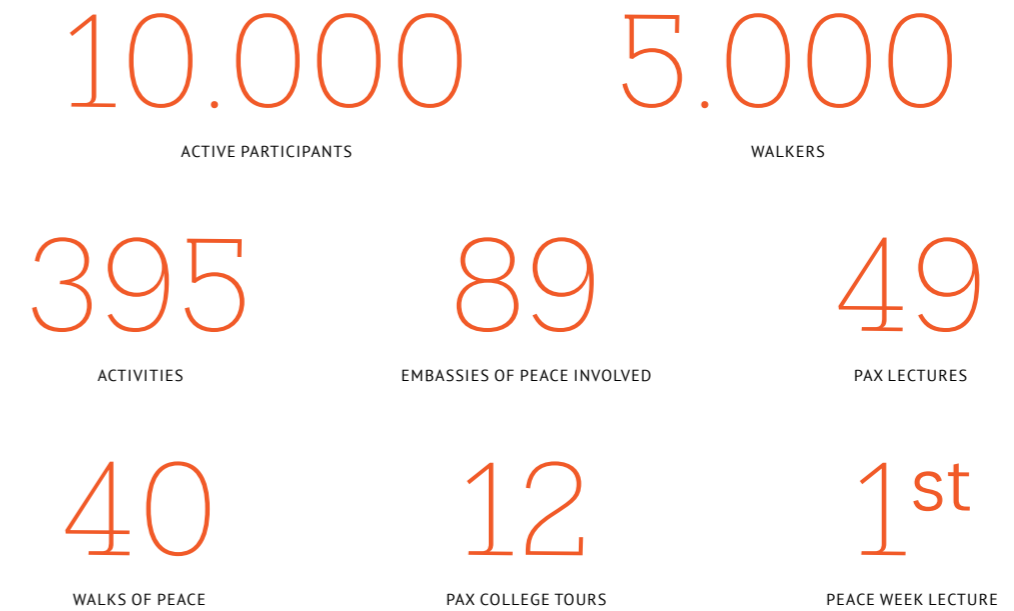 10.000 5.000
ACTIVE PARTICIPANTS WALKERS
395 89 49
ACTIVITIES EMBASSIES OF PEACE INVOLVED PAX LECTURES
40 12 1st
WALKS OF PEACE PAX COLLEGE TOURS PEACE WEEK LECTURE